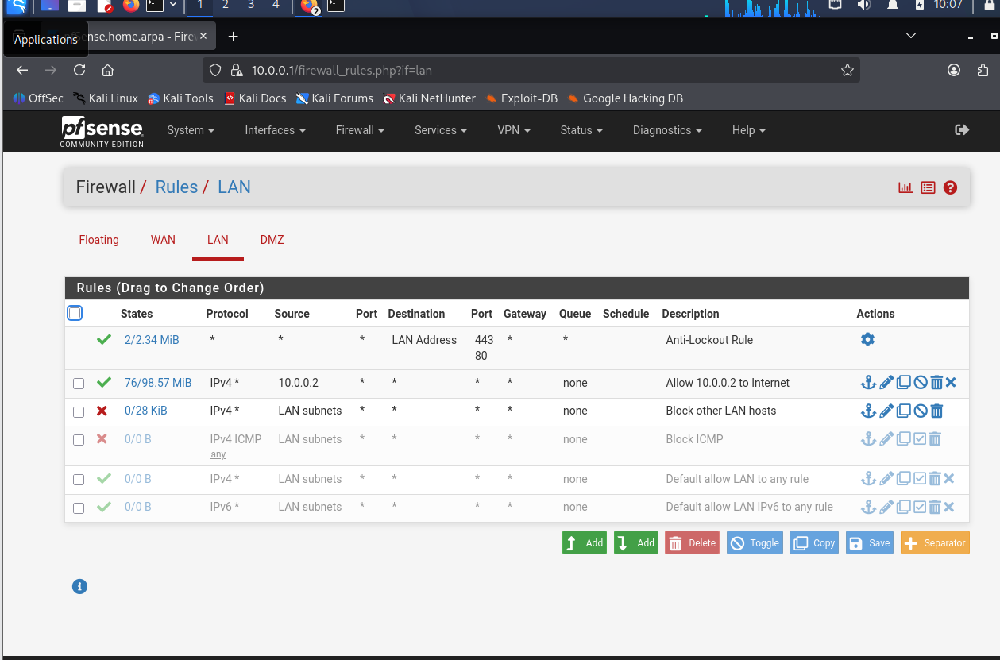 1 2 3 4 2 10:07
Applications
fSense.home.arpa - Firew
10.0.0.1/firewall_rules.php?if=lan
OffSec Kali Linux Kali Tools Kali Docs Kali Forums Kali NetHunter Exploit-DB Google Hacking DB
pfsense
COMMUNITY EDITION
System Interfaces Firewall Services VPN Status Diagnostics Help
Firewall / Rules / LAN
Floating WAN LAN DMZ
Rules (Drag to Change Order)
States Protocol Source Port Destination Port Gateway Queue Schedule Description Actions
2/2.34 MiB * * * LAN Address 443 * * Anti-Lockout Rule
80
76/98.57 MiB IPv4 * 10.0.0.2 * * * * none Allow 10.0.0.2 to Internet
0/28 KiB IPv4 * LAN subnets * * * * none Block other LAN hosts
0/0 B IPv4 ICMP LAN subnets * * * * none Block ICMP
any
0/0 B IPv4 * LAN subnets * * * * none Default allow LAN to any rule
0/0 B IPv6 * LAN subnets * * * * none Default allow LAN IPv6 to any rule
Add Add Delete Toggle Copy Save Separator